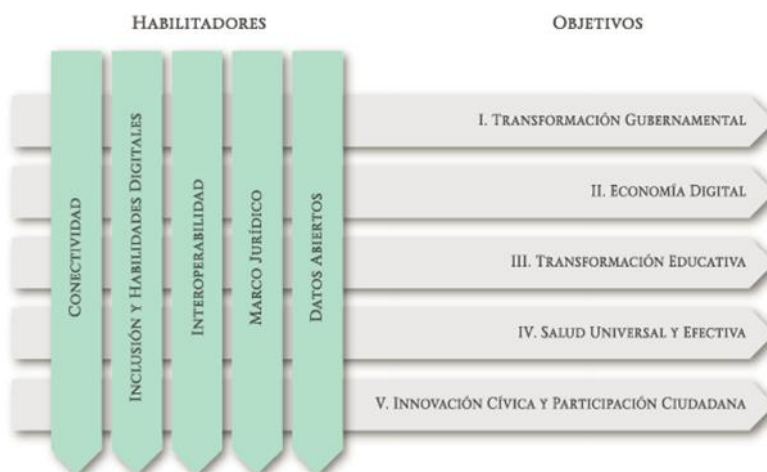 HABILITADORES
OBJETIVOS
CONECTIVIDAD
INCLUSIÓN Y HABILIDADES DIGITALES
INTEROPERABILIDAD
MARCO JURÍDICO
DATOS ABIERTOS
I. TRANSFORMACIÓN GUBERNAMENTAL
II. ECONOMÍA DIGITAL
III. TRANSFORMACIÓN EDUCATIVA
IV. SALUD UNIVERSAL Y EFECTIVA
V. INNOVACIÓN CÍVICA Y PARTICIPACIÓN CIUDADANA